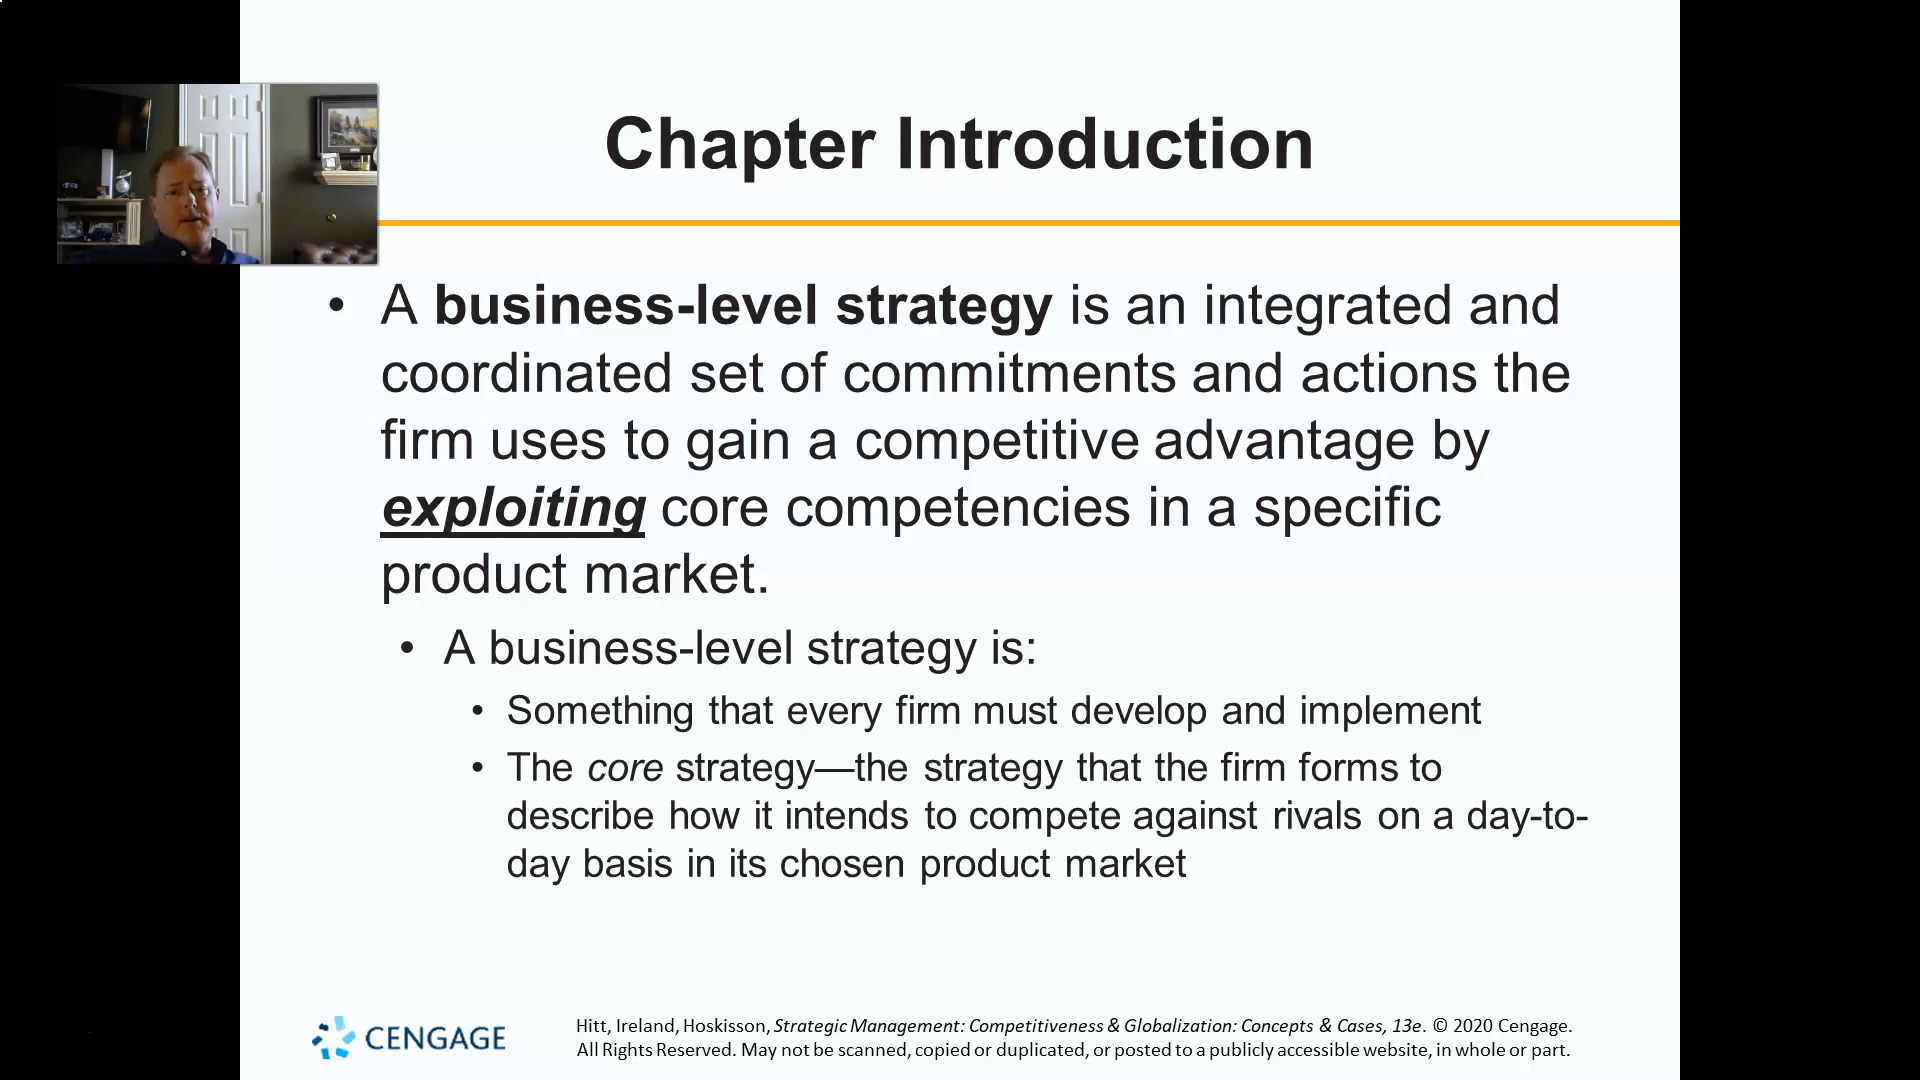 Chapter Introduction
• A business-level strategy is an integrated and
coordinated set of commitments and actions the
firm uses to gain a competitive advantage by
exploiting core competencies in a specific
product market.
• A business-level strategy is:
• Something that every firm must develop and implement
• The core strategy—the strategy that the firm forms to
describe how it intends to compete against rivals on a day-to-
day basis in its chosen product market
CENGAGE
Hitt, Ireland, Hoskisson, Strategic Management: Competitiveness & Globalization: Concepts & Cases, 13e. © 2020 Cengage.
All Rights Reserved. May not be scanned, copied or duplicated, or posted to a publicly accessible website, in whole or part.